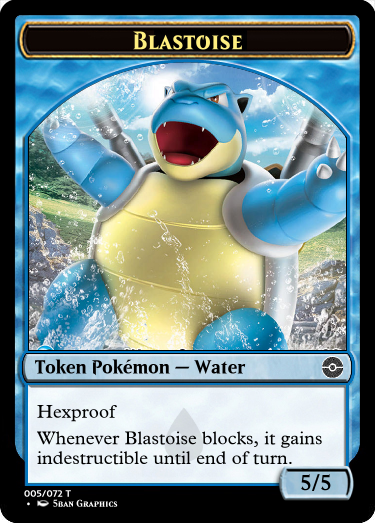 Blastoise
Token Pokémon — Water
Hexproof
Whenever Blastoise blocks, it gains
indestructible until end of turn.
5/5
005/072 T
• 5ban Graphics